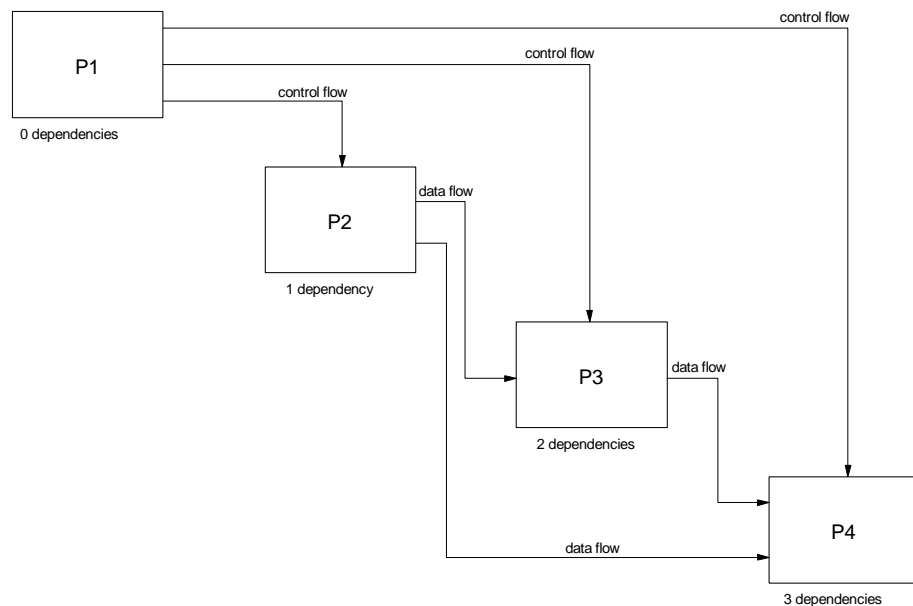 control flow
P1
control flow
control flow
0 dependencies
data flow
P2
1 dependency
P3
data flow
2 dependencies
P4
data flow
3 dependencies